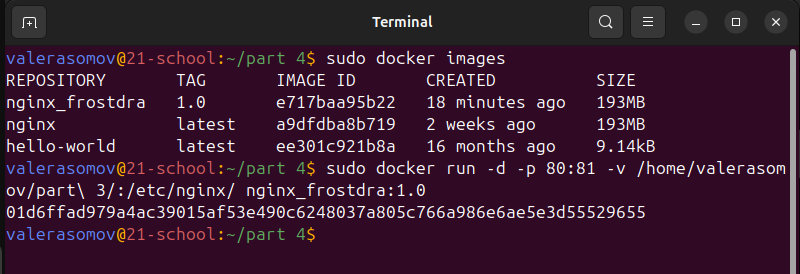 Terminal
valerasomov@21-school:~/part 4$ sudo docker images
REPOSITORY TAG IMAGE ID CREATED SIZE
nginx_frostdra 1.0 e717baa95b22 18 minutes ago 193MB
nginx latest a9dfdba8b719 2 weeks ago 193MB
hello-world latest ee301c921b8a 16 months ago 9.14kB
valerasomov@21-school:~/part 4$ sudo docker run -d -p 80:81 -v /home/valerasom
ov/part\ 3/:/etc/nginx/ nginx_frostdra:1.0
01d6ffad979a4ac39015af53e490c6248037a805c766a986e6ae5e3d55529655
valerasomov@21-school:~/part 4$